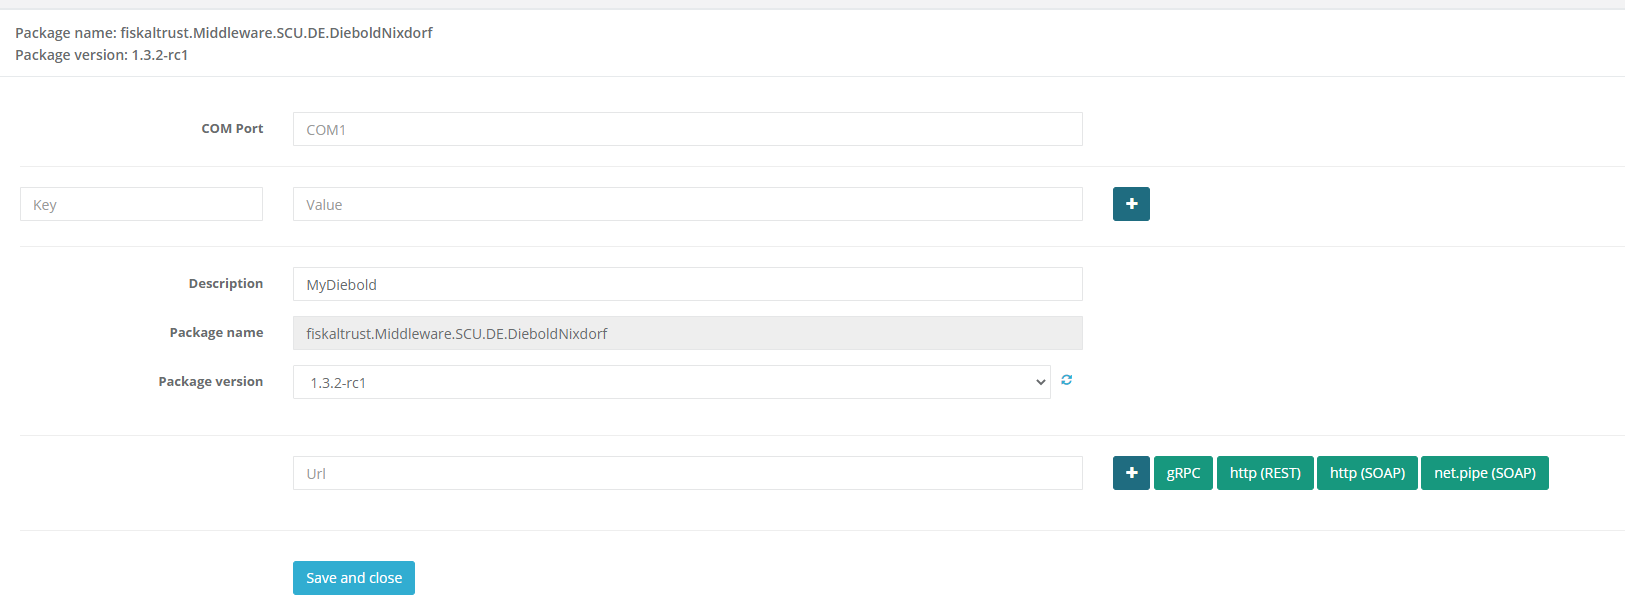 Package name: fiskaltrust.Middleware.SCU.DE.DieboldNixdorf
Package version: 1.3.2-rc1
COM Port COM1
Key Value +
Description MyDiebold
Package name fiskaltrust.Middleware.SCU.DE.DieboldNixdorf
Package version 1.3.2-rc1
Url + gRPC http (REST) http (SOAP) net.pipe (SOAP)
Save and close